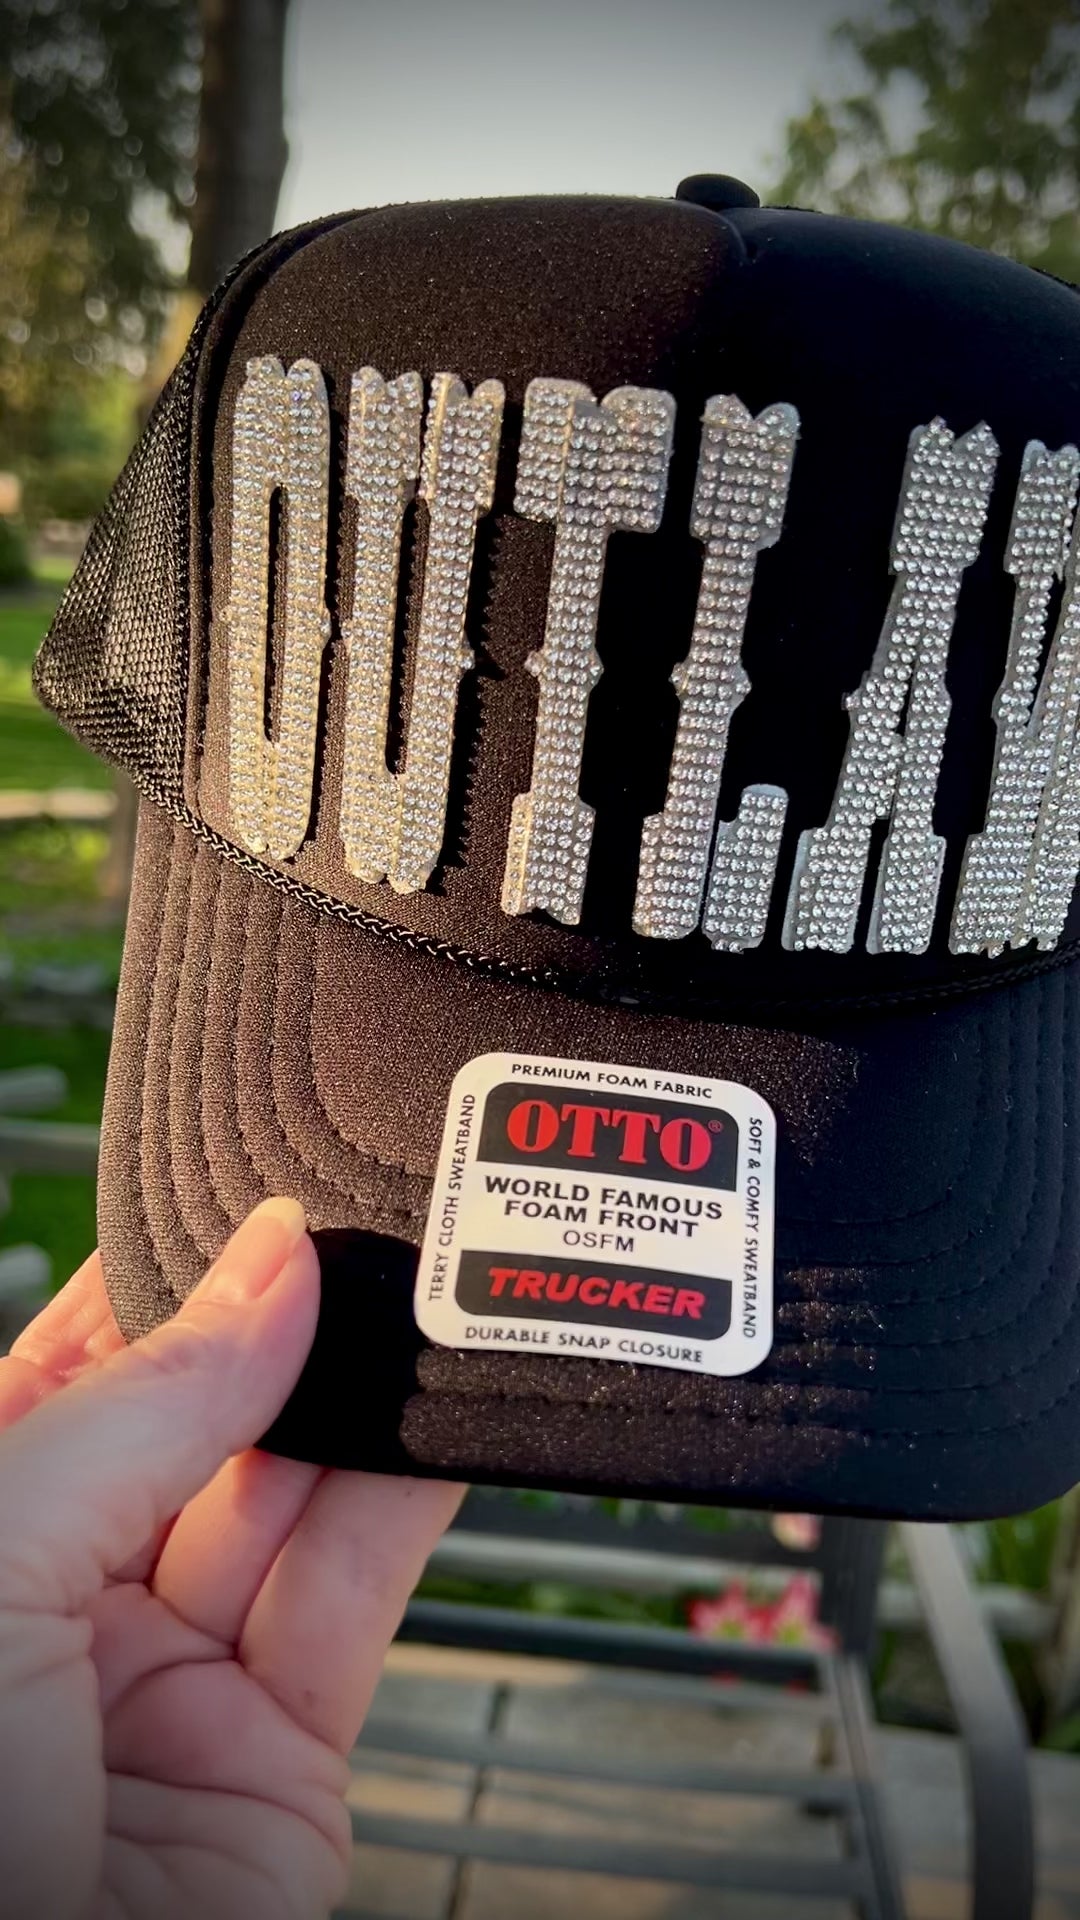 OUTLAW
PREMIUM FOAM FABRIC
OTTO®
WORLD FAMOUS
FOAM FRONT
OSFM
TRUCKER
DURABLE SNAP CLOSURE
TERRY CLOTH SWEATBAND
SOFT & COMFY SWEATBAND